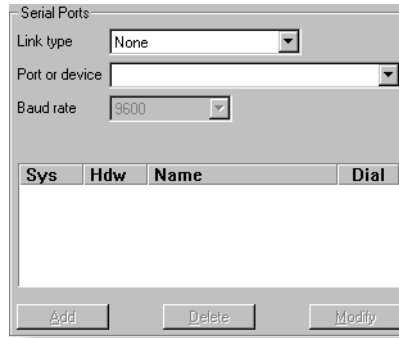 Serial Ports
Link type None
Port or device
Baud rate 9600
Sys Hdw Name Dial
Add Delete Modify